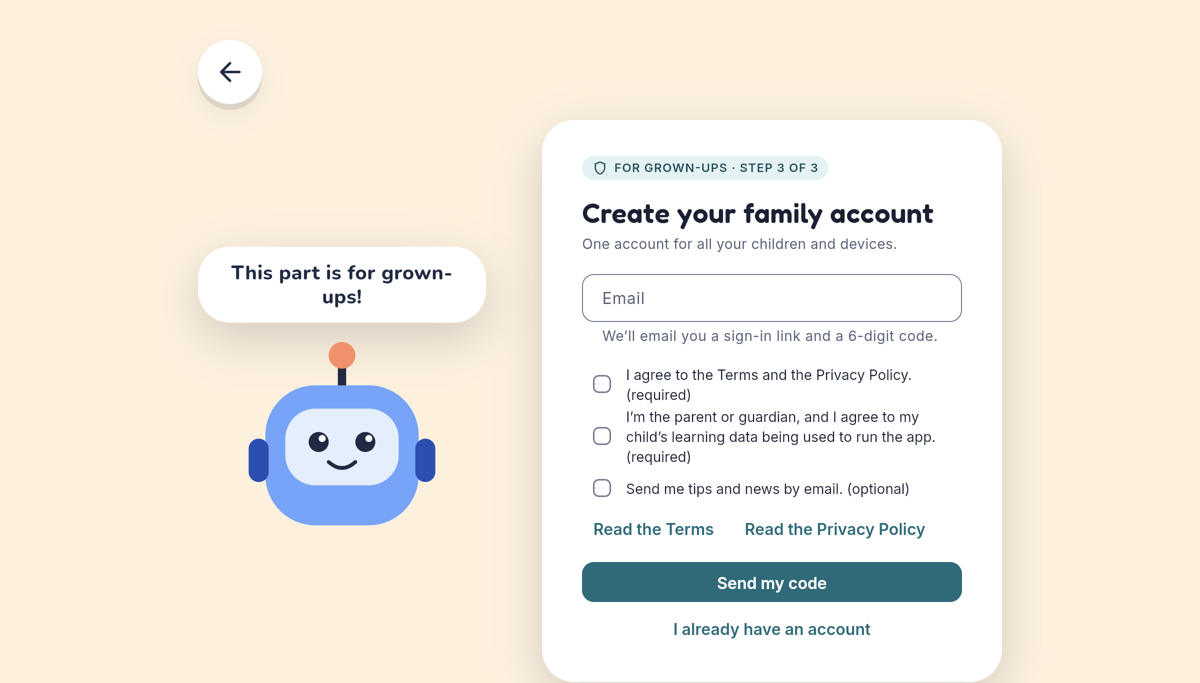 This part is for grown-
ups!
FOR GROWN-UPS · STEP 3 OF 3
Create your family account
One account for all your children and devices.
Email
We’ll email you a sign-in link and a 6-digit code.
I agree to the Terms and the Privacy Policy.
(required)
I’m the parent or guardian, and I agree to my
child’s learning data being used to run the app.
(required)
Send me tips and news by email. (optional)
Read the Terms
Read the Privacy Policy
Send my code
I already have an account